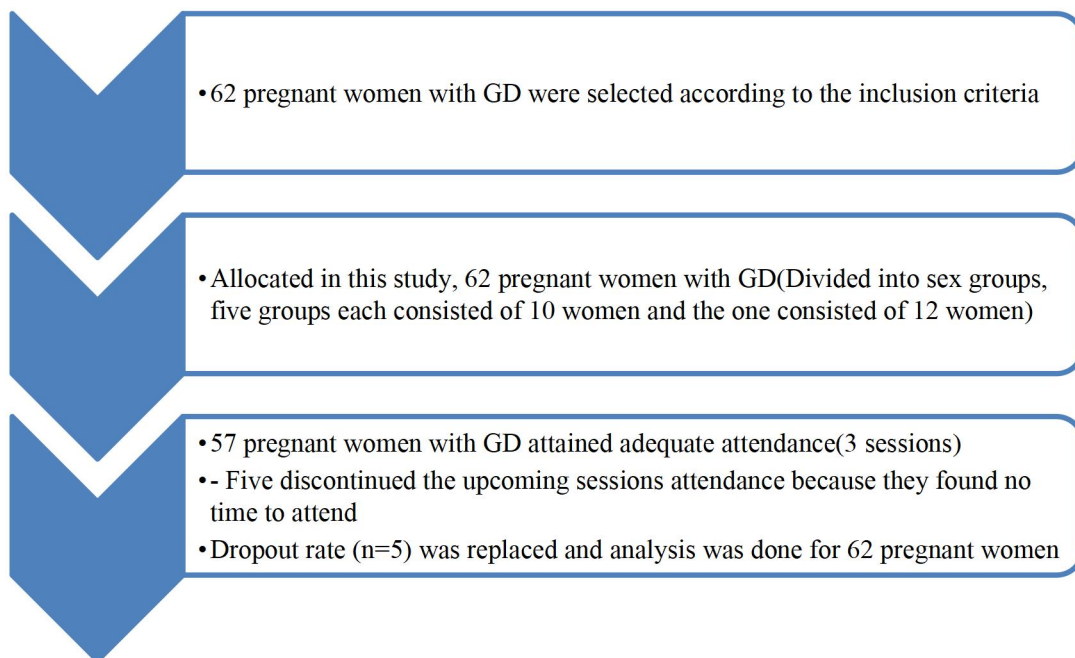 •62 pregnant women with GD were selected according to the inclusion criteria
•Allocated in this study, 62 pregnant women with GD(Divided into sex groups,
five groups each consisted of 10 women and the one consisted of 12 women)
•57 pregnant women with GD attained adequate attendance(3 sessions)
•- Five discontinued the upcoming sessions attendance because they found no
time to attend
•Dropout rate (n=5) was replaced and analysis was done for 62 pregnant women